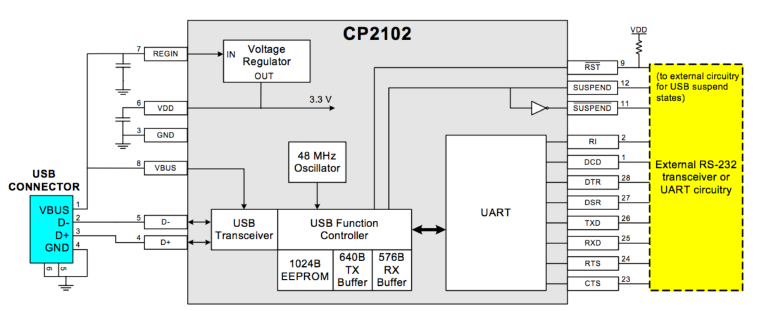 CP2102
VDD
7
REGIN
IN
Voltage
Regulator
OUT
RST
9
SUSPEND
12
(to external circuitry
for USB suspend
states)
6
VDD
3.3 V
SUSPEND
11
3
GND
RI
2
48 MHz
Oscillator
DCD
1
External RS-232
transceiver or
UART circuitry
8
VBUS
USB
CONNECTOR
DTR
28
DSR
27
VBUS
1
D-
2
D+
3
GND
4
6
5
5
D-
4
D+
USB
Transceiver
USB Function
Controller
UART
TXD
26
RXD
25
1024B
EEPROM
640B
TX
Buffer
576B
RX
Buffer
RTS
24
CTS
23